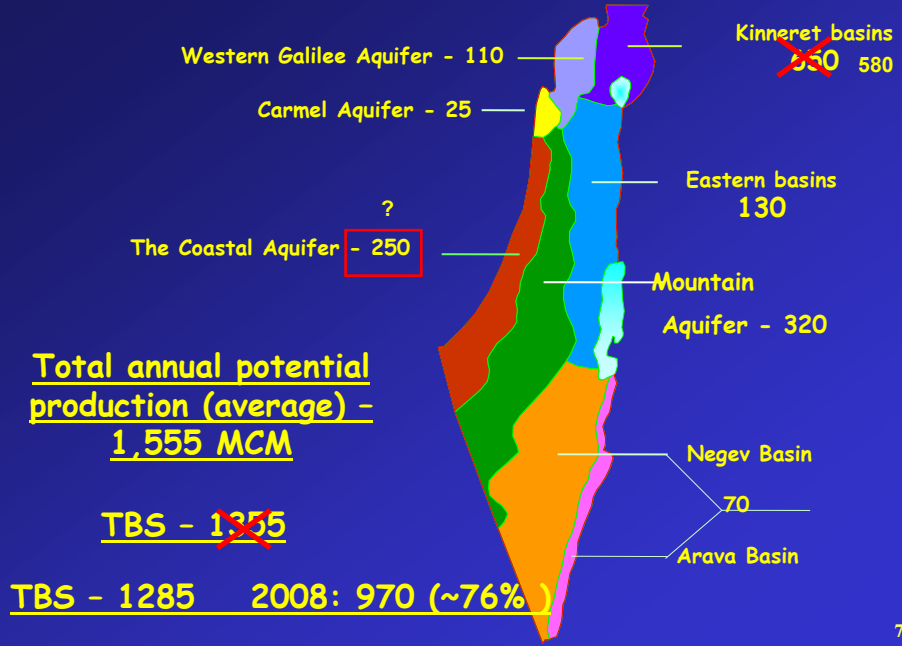 Kinneret basins
650 580
Western Galilee Aquifer - 110
Carmel Aquifer - 25
Eastern basins
130
?
The Coastal Aquifer - 250
Mountain
Aquifer - 320
Total annual potential
production (average) -
1,555 MCM
Negev Basin
70
TBS - 1355
Arava Basin
TBS - 1285 2008: 970 (~76% )
7